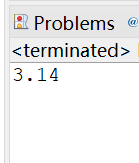 Problems @
<terminated>
3.14